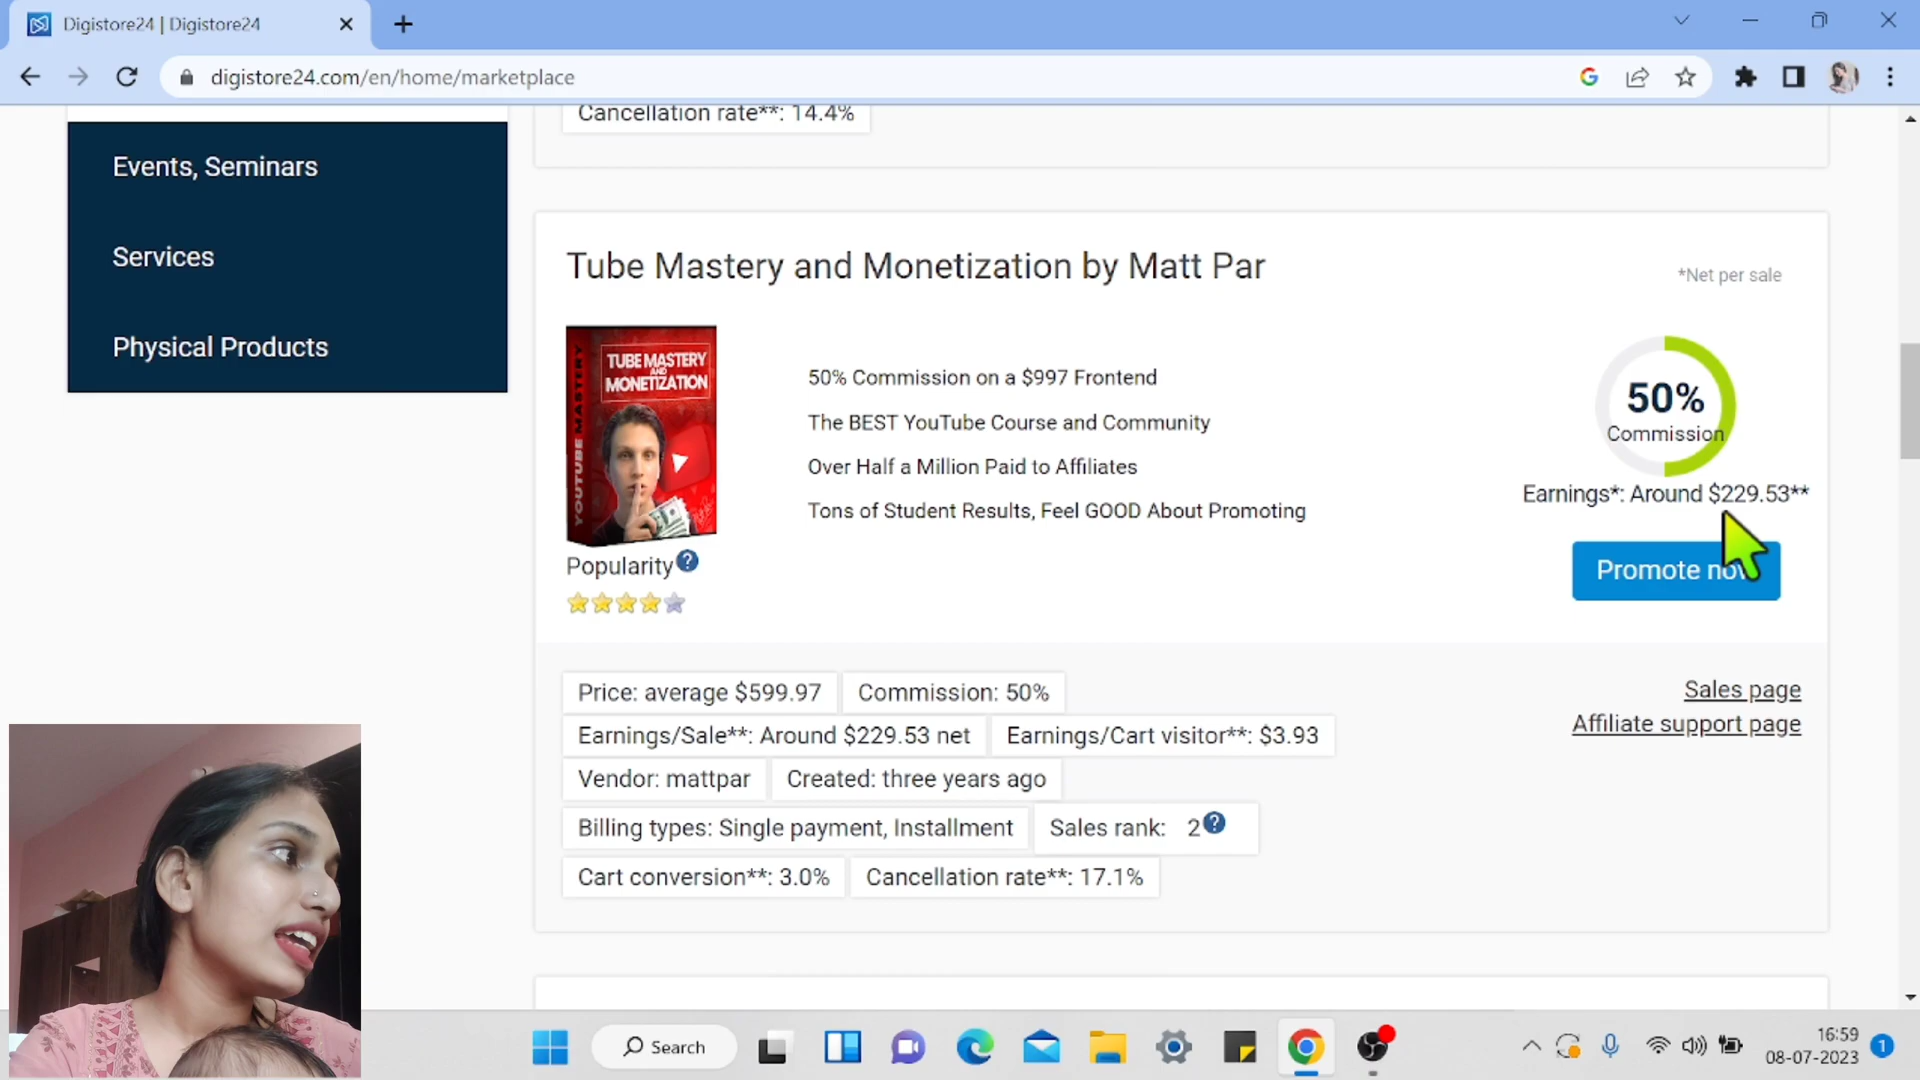 Digistore24 | Digistore24
digistore24.com/en/home/marketplace
Cancellation rate**: 14.4%
Events, Seminars
Services
Physical Products
Tube Mastery and Monetization by Matt Par
*Net per sale
TUBE MASTERY
AND
MONETIZATION
YOUTUBE MASTERY
50% Commission on a $997 Frontend
The BEST YouTube Course and Community
Over Half a Million Paid to Affiliates
Tons of Student Results, Feel GOOD About Promoting
50%
Commission
Earnings*: Around $229.53**
Promote now
Popularity
Price: average $599.97
Commission: 50%
Earnings/Sale**: Around $229.53 net
Earnings/Cart visitor**: $3.93
Vendor: mattpar
Created: three years ago
Billing types: Single payment, Installment
Sales rank: 2
Cart conversion**: 3.0%
Cancellation rate**: 17.1%
Sales page
Affiliate support page
Search
16:59
08-07-2023
1